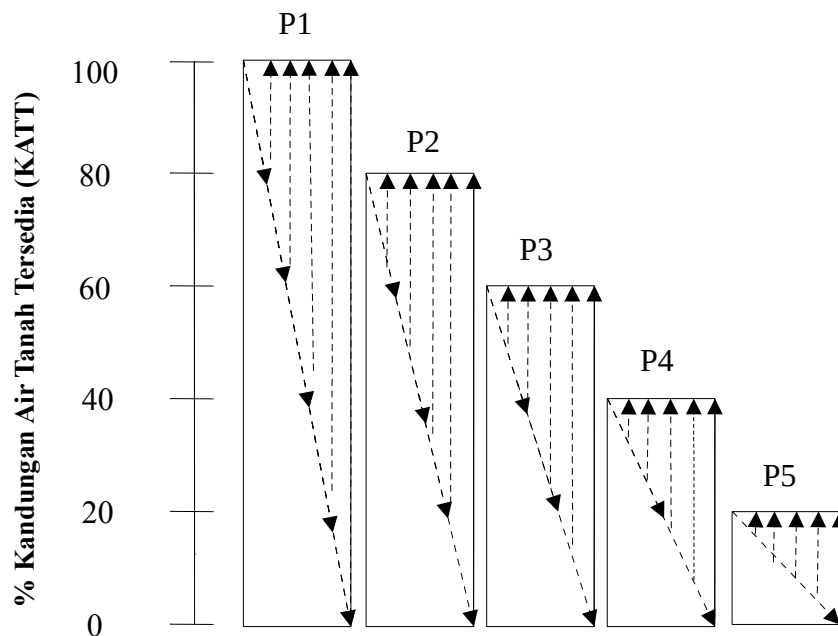 % Kandungan Air Tanah Tersedia (KATT)
100
80
60
40
20
0
P1
P2
P3
P4
P5